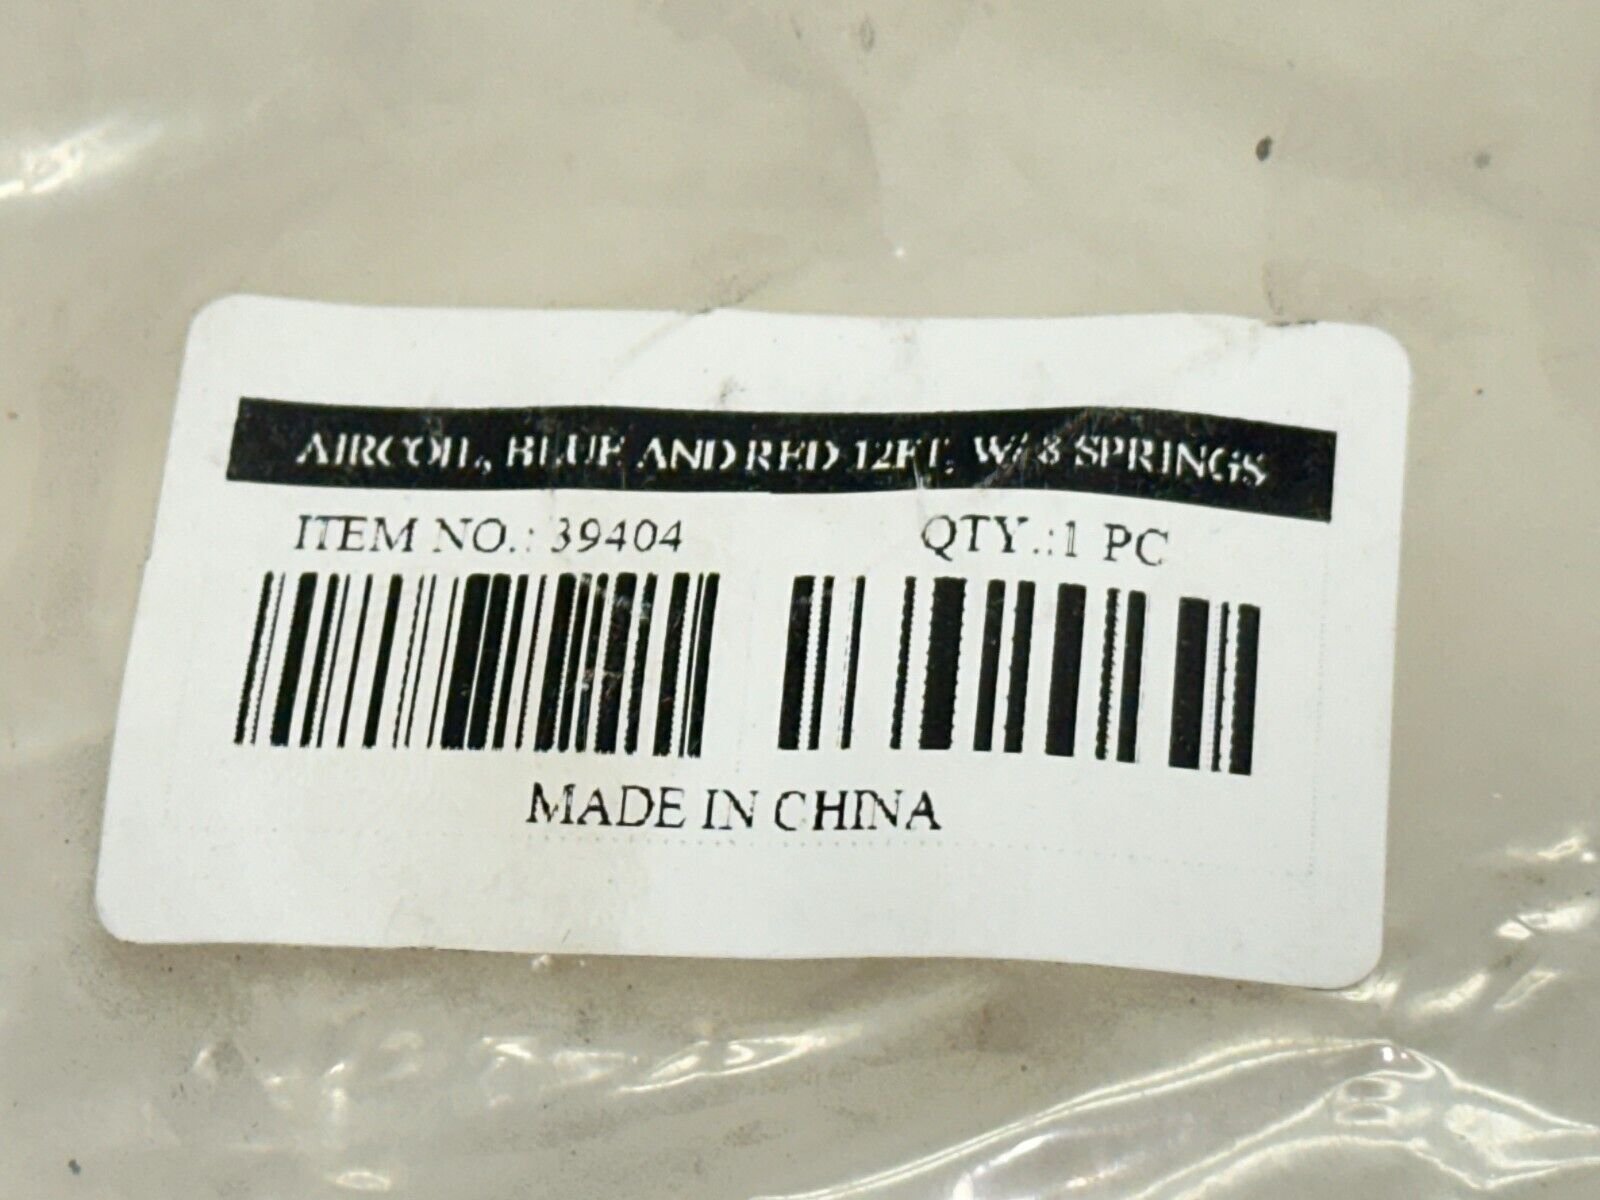 AIRCOIL, BLUE AND RED 12FT, W/ 8 SPRINGS
ITEM NO.: 39404 QTY.:1 PC
MADE IN CHINA